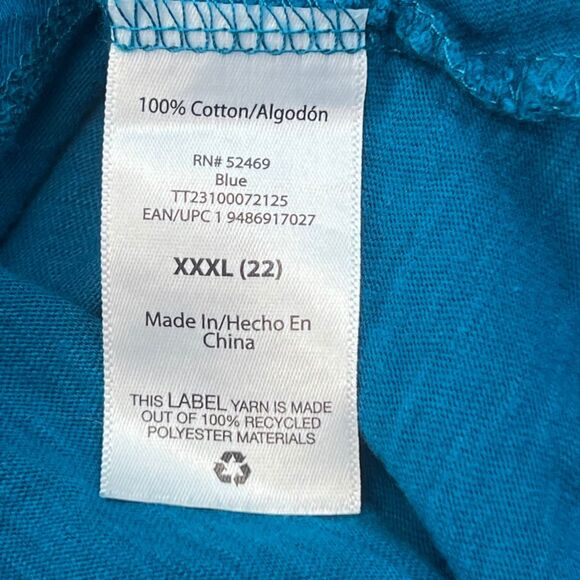 100% Cotton/Algodón
RN# 52469
Blue
TT23100072125
EAN/UPC 1 9486917027
XXXL (22)
Made In/Hecho En
China
THIS LABEL YARN IS MADE
OUT OF 100% RECYCLED
POLYESTER MATERIALS